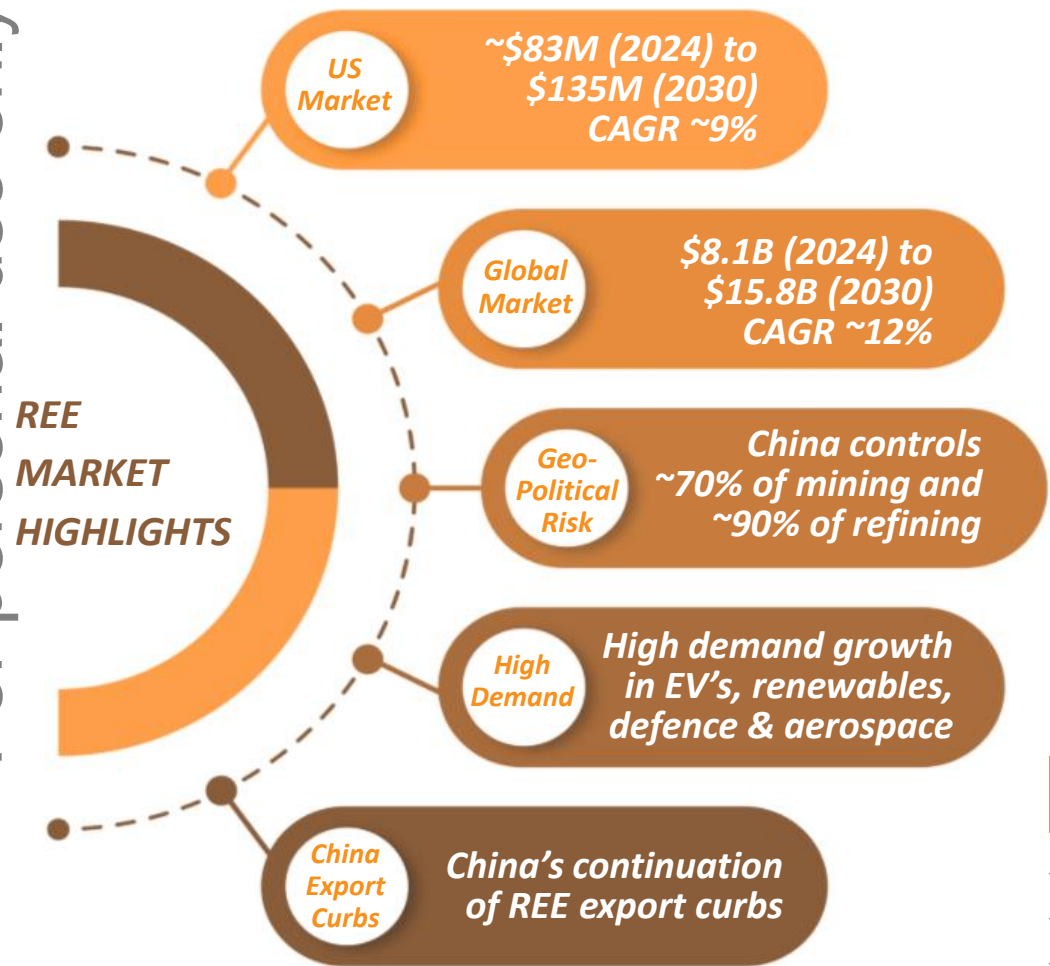 REE
MARKET
HIGHLIGHTS
US
Market
~$83M (2024) to
$135M (2030)
CAGR ~9%
Global
Market
$8.1B (2024) to
$15.8B (2030)
CAGR ~12%
Geo-
Political
Risk
China controls
~70% of mining and
~90% of refining
High
Demand
High demand growth
in EV's, renewables,
defence & aerospace
China
Export
Curbs
China's continuation
of REE export curbs